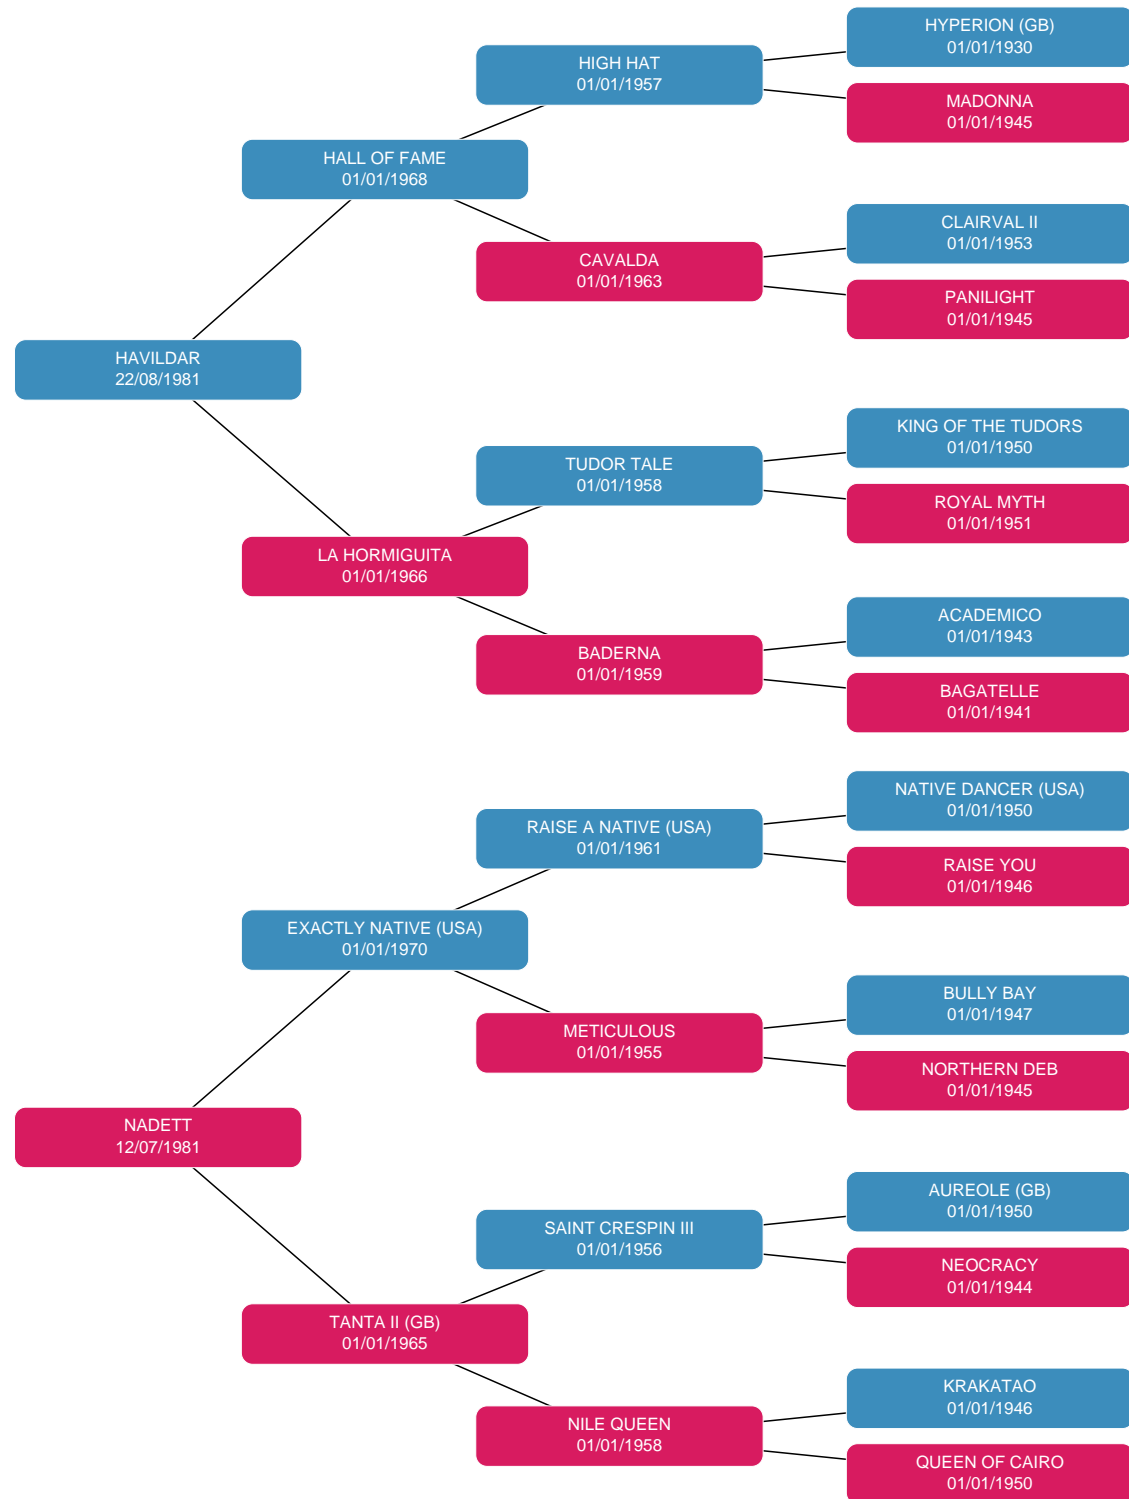 HYPERION (GB)
01/01/1930
HIGH HAT
01/01/1957
MADONNA
01/01/1945
HALL OF FAME
01/01/1968
CLAIRVAL II
01/01/1953
CAVALDA
01/01/1963
PANILIGHT
01/01/1945
HAVILDAR
22/08/1981
KING OF THE TUDORS
01/01/1950
TUDOR TALE
01/01/1958
ROYAL MYTH
01/01/1951
LA HORMIGUITA
01/01/1966
ACADEMICO
01/01/1943
BADERNA
01/01/1959
BAGATELLE
01/01/1941
NATIVE DANCER (USA)
01/01/1950
RAISE A NATIVE (USA)
01/01/1961
RAISE YOU
01/01/1946
EXACTLY NATIVE (USA)
01/01/1970
BULLY BAY
01/01/1947
METICULOUS
01/01/1955
NORTHERN DEB
01/01/1945
NADETT
12/07/1981
AUREOLE (GB)
01/01/1950
SAINT CRESPIN III
01/01/1956
NEOCRACY
01/01/1944
TANTA II (GB)
01/01/1965
KRAKATAO
01/01/1946
NILE QUEEN
01/01/1958
QUEEN OF CAIRO
01/01/1950